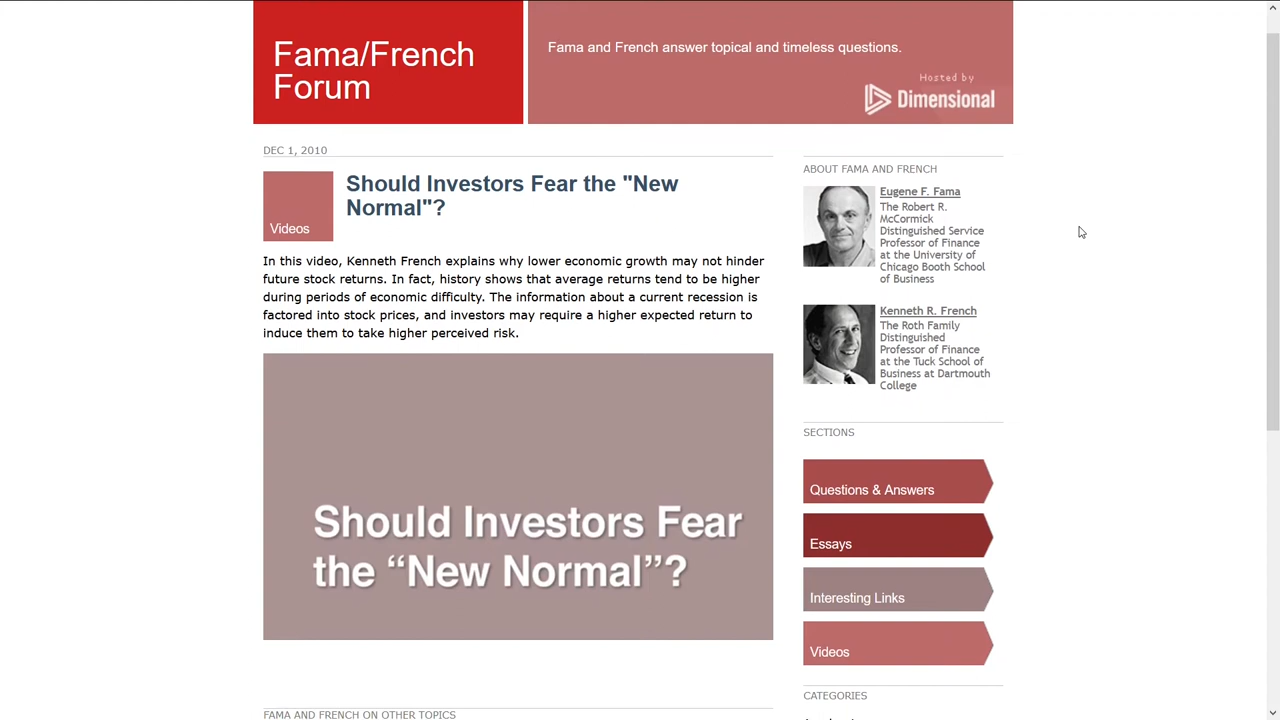 Fama/French
Forum
Fama and French answer topical and timeless questions.
Hosted by
Dimensional
DEC 1, 2010
Videos
Should Investors Fear the "New
Normal"?
In this video, Kenneth French explains why lower economic growth may not hinder
future stock returns. In fact, history shows that average returns tend to be higher
during periods of economic difficulty. The information about a current recession is
factored into stock prices, and investors may require a higher expected return to
induce them to take higher perceived risk.
Should Investors Fear
the “New Normal”?
FAMA AND FRENCH ON OTHER TOPICS
ABOUT FAMA AND FRENCH
Eugene F. Fama
The Robert R.
McCormick
Distinguished Service
Professor of Finance
at the University of
Chicago Booth School
of Business
Kenneth R. French
The Roth Family
Distinguished
Professor of Finance
at the Tuck School of
Business at Dartmouth
College
SECTIONS
Questions & Answers
Essays
Interesting Links
Videos
CATEGORIES